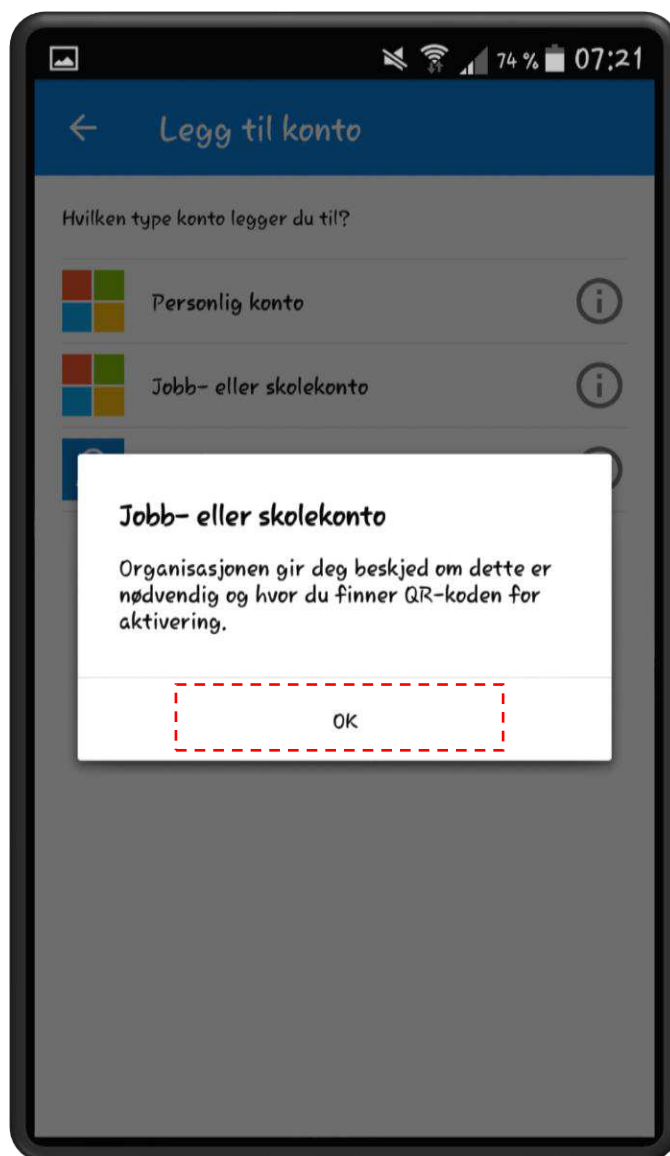 74 % 07:21
Legg til konto
Hvilken type konto legger du til?
Personlig konto
Jobb- eller skolekonto
Jobb- eller skolekonto
Organisasjonen gir deg beskjed om dette er
nødvendig og hvor du finner QR-koden for
aktivering.
OK